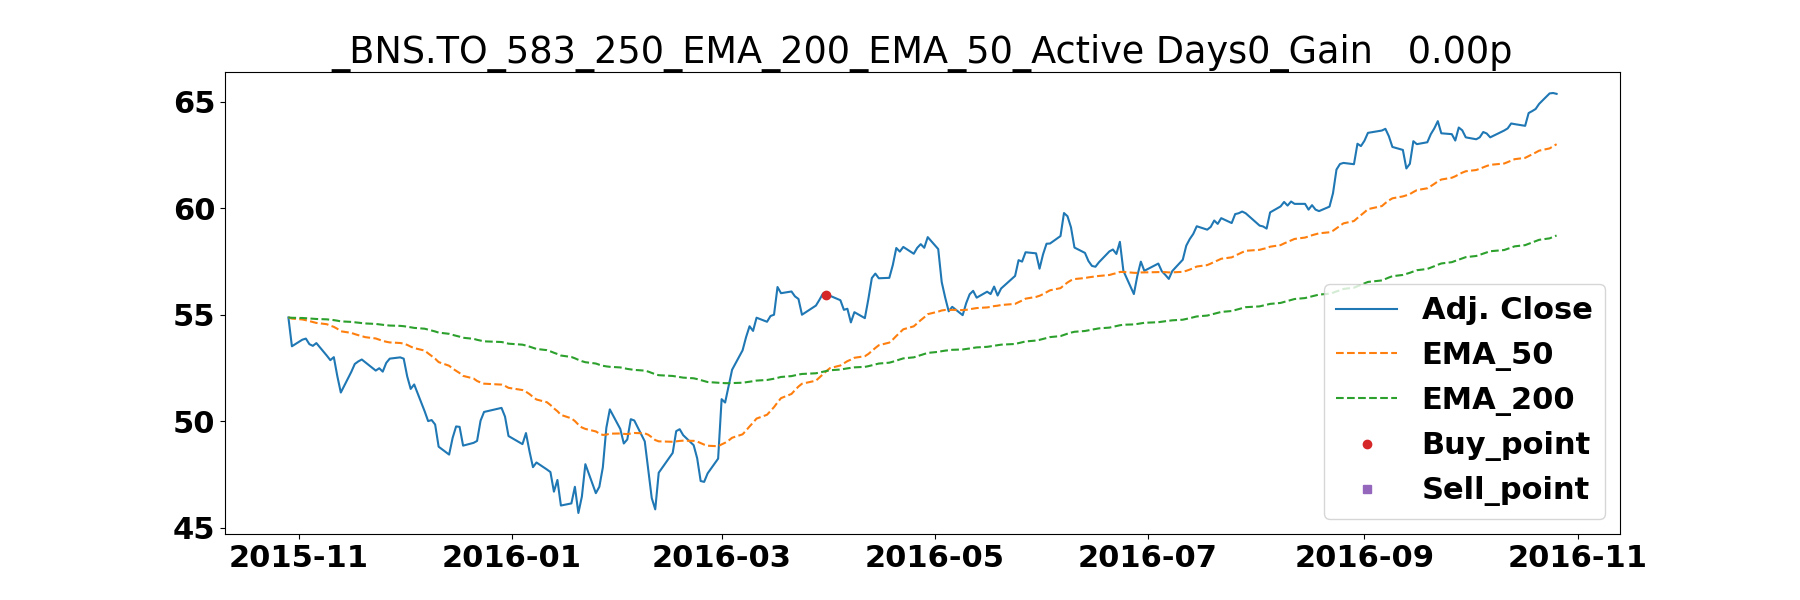 _BNS.TO_583_250_EMA_200_EMA_50_Active Days0_Gain   0.00p
65
60
55
50
45
2015-11 2016-01 2016-03 2016-05 2016-07 2016-09 2016-11
Adj. Close
EMA_50
EMA_200
Buy_point
Sell_point